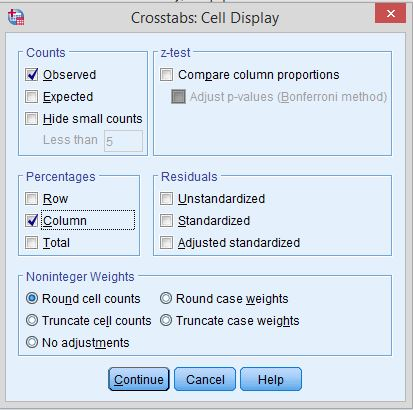 Crosstabs: Cell Display
Counts
Observed
Expected
Hide small counts
Less than 5
z-test
Compare column proportions
Adjust p-values (Bonferroni method)
Percentages
Row
Column
Total
Residuals
Unstandardized
Standardized
Adjusted standardized
Noninteger Weights
Round cell counts Round case weights
Truncate cell counts Truncate case weights
No adjustments
Continue Cancel Help